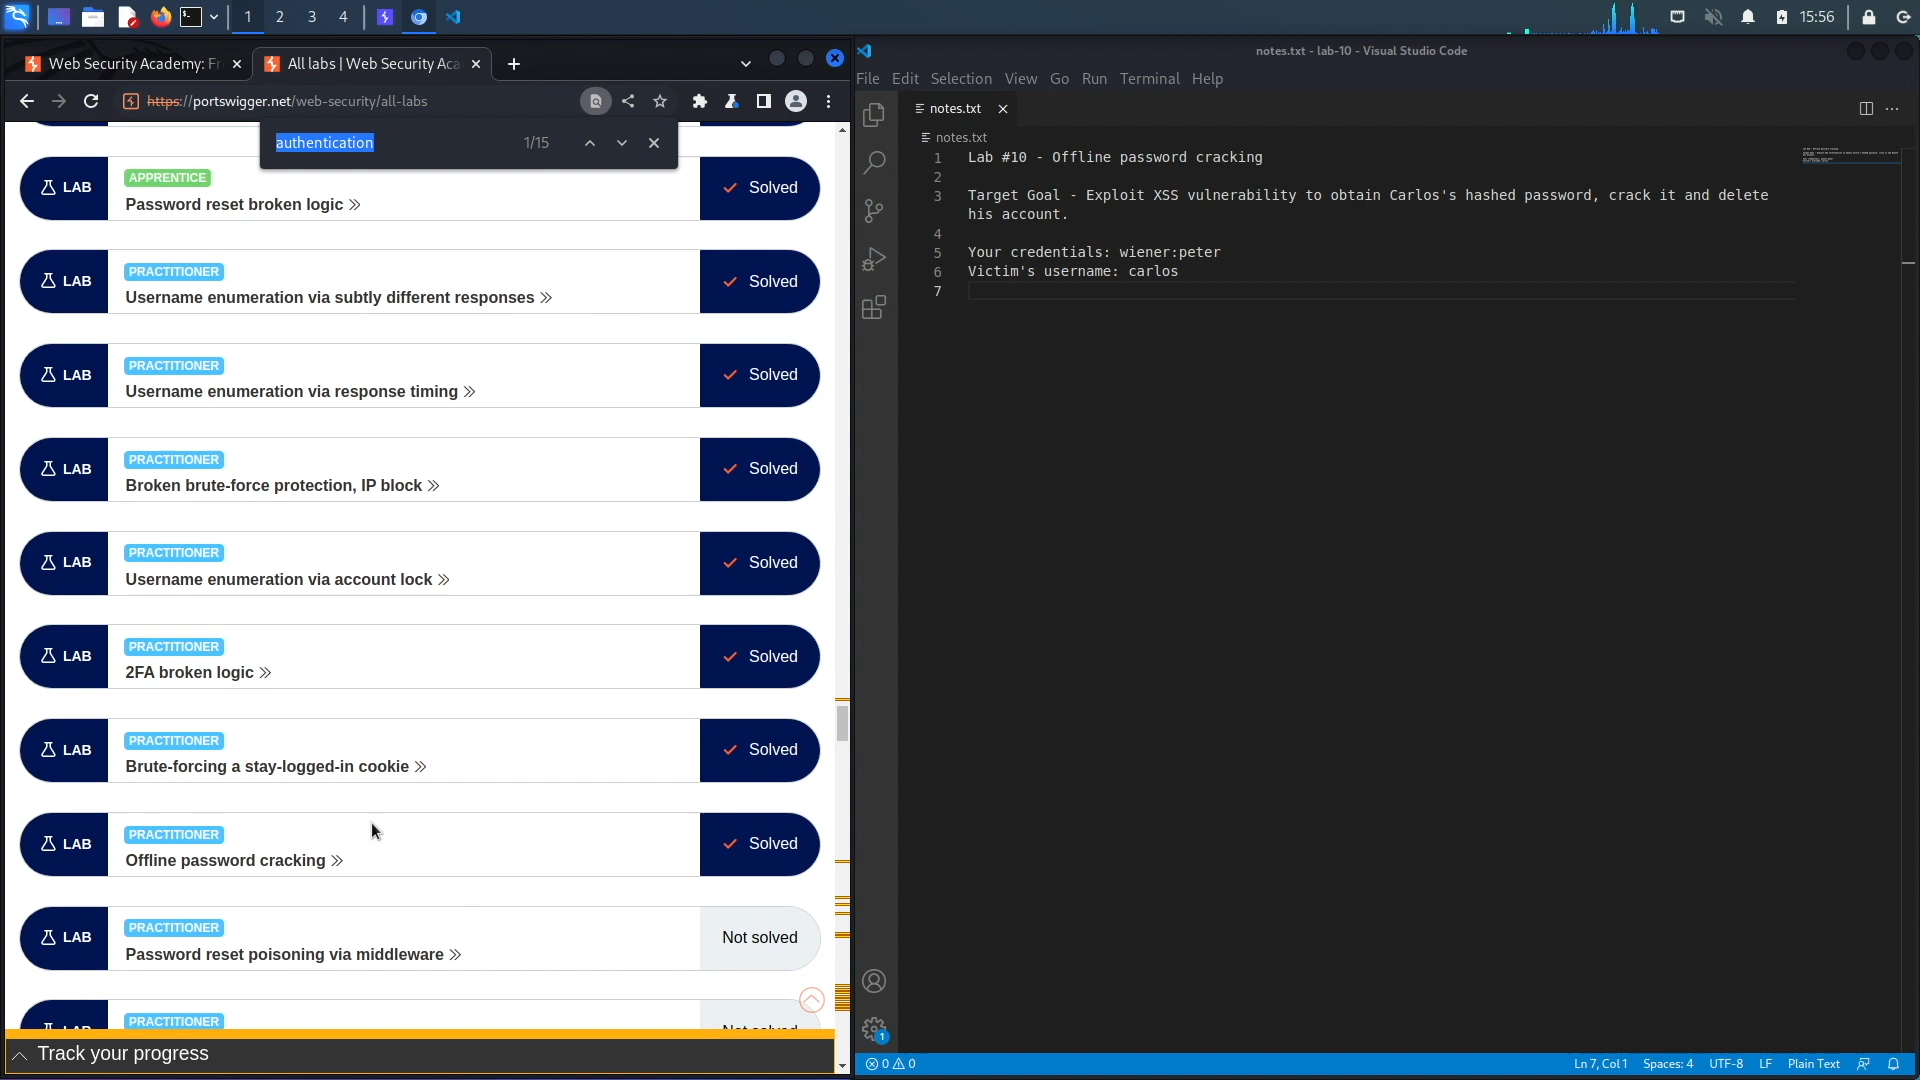 1 2 3 4 15:56
Web Security Academy: Fr
All labs | Web Security Aca
https://portswigger.net/web-security/all-labs
authentication 1/15
LAB APPRENTICE Solved
Password reset broken logic
LAB PRACTITIONER Solved
Username enumeration via subtly different responses
LAB PRACTITIONER Solved
Username enumeration via response timing
LAB PRACTITIONER Solved
Broken brute-force protection, IP block
LAB PRACTITIONER Solved
Username enumeration via account lock
LAB PRACTITIONER Solved
2FA broken logic
LAB PRACTITIONER Solved
Brute-forcing a stay-logged-in cookie
LAB PRACTITIONER Solved
Offline password cracking
LAB PRACTITIONER Not solved
Password reset poisoning via middleware
LAB PRACTITIONER Not solved
Track your progress
notes.txt - lab-10 - Visual Studio Code
File Edit Selection View Go Run Terminal Help
notes.txt
notes.txt
1 Lab #10 - Offline password cracking
2
3 Target Goal - Exploit XSS vulnerability to obtain Carlos's hashed password, crack it and delete
his account.
4
5 Your credentials: wiener:peter
6 Victim's username: carlos
7
1
0 0 Ln 7, Col 1 Spaces: 4 UTF-8 LF Plain Text